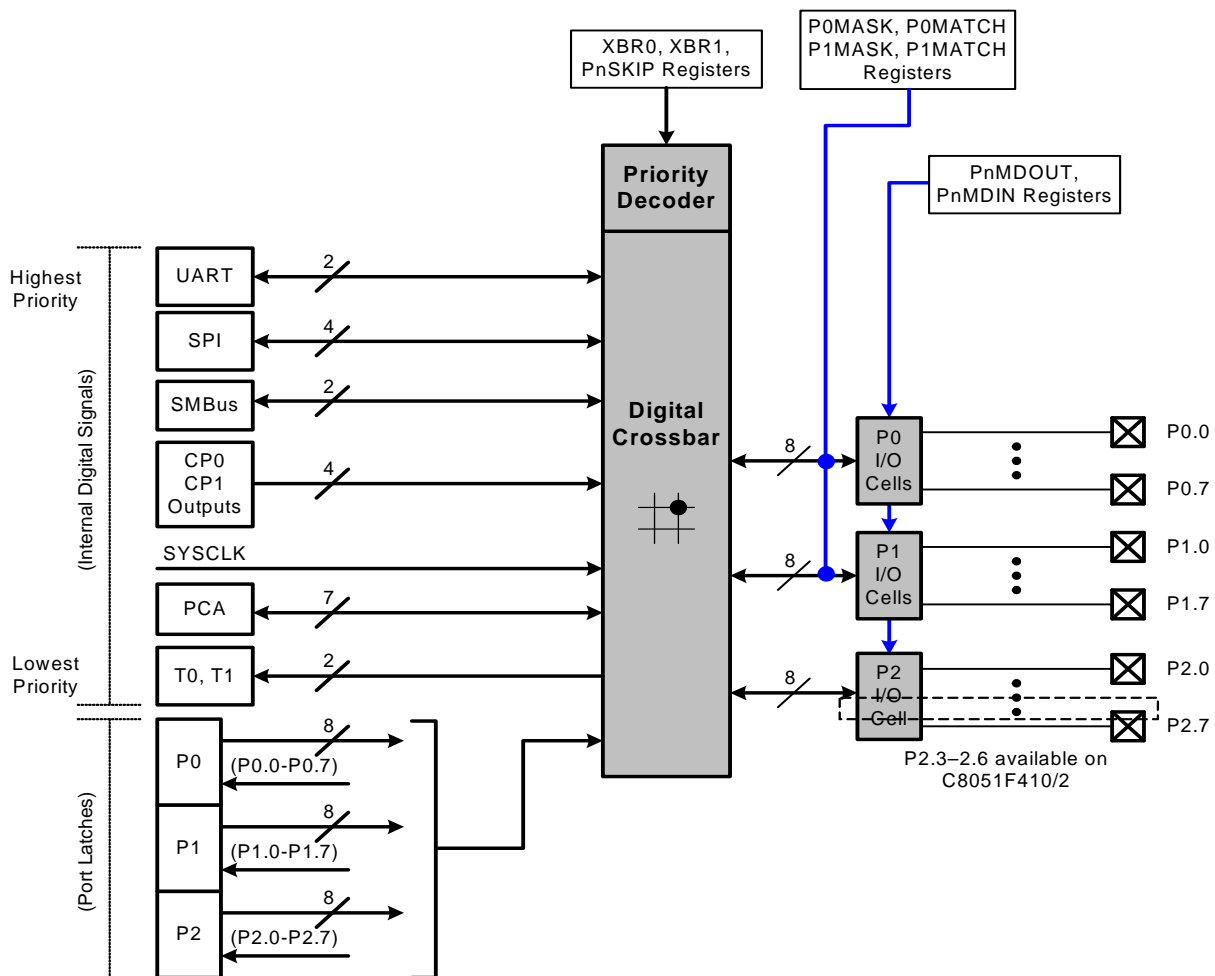 XBR0, XBR1,
PnSKIP Registers
P0MASK, P0MATCH
P1MASK, P1MATCH
Registers
PnMDOUT,
PnMDIN Registers
Priority
Decoder
Digital
Crossbar
Highest
Priority
(Internal Digital Signals)
Lowest
Priority
UART
2
SPI
4
SMBus
2
CP0
CP1
Outputs
4
SYSCLK
PCA
7
T0, T1
2
(Port Latches)
P0
8
(P0.0-P0.7)
P1
8
(P1.0-P1.7)
P2
8
(P2.0-P2.7)
8
P0
I/O
Cells
P0.0
P0.7
8
P1
I/O
Cells
P1.0
P1.7
8
P2
I/O
Cell
P2.0
P2.7
P2.3–2.6 available on
C8051F410/2